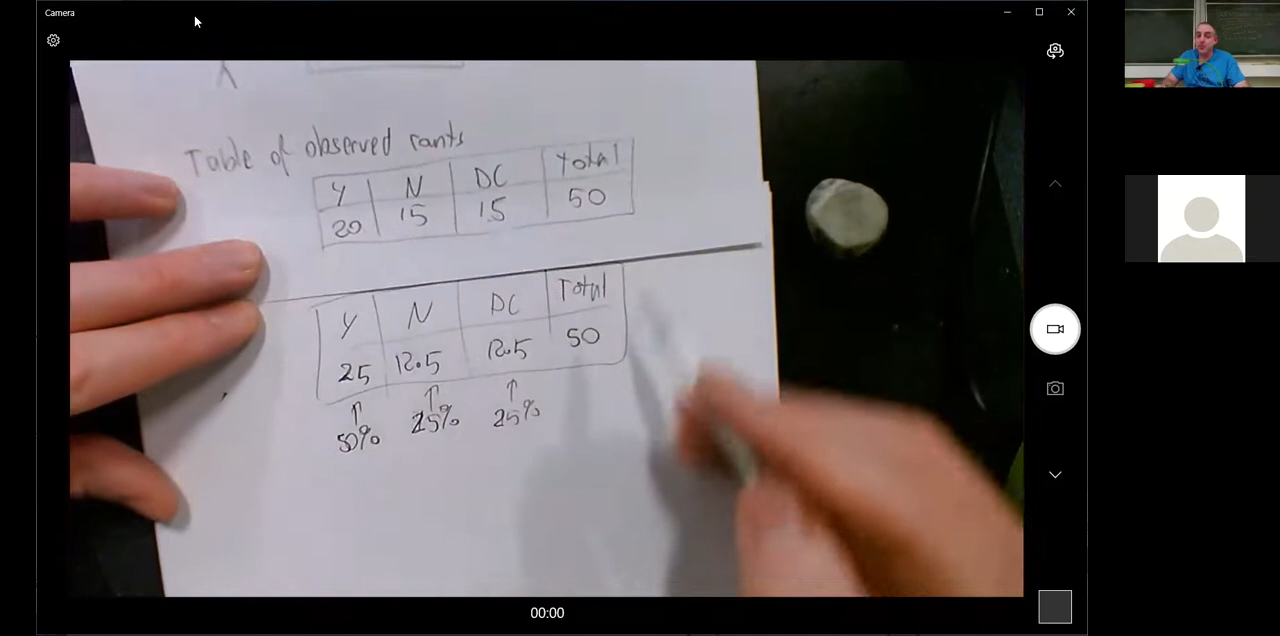 Camera
Table of observed counts
Y N DC Total
20 15 15 50
Y N DC Total
25 12.5 12.5 50
↑ ↑ ↑
50% 25% 25%
00:00